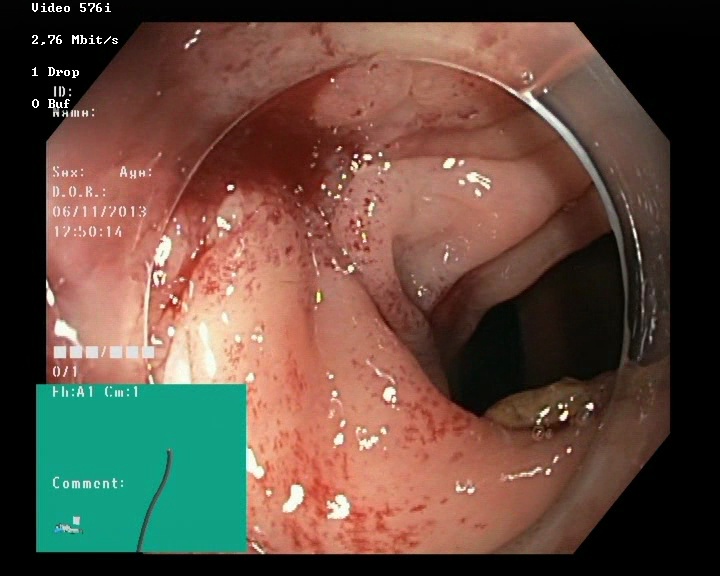 Video 576i
2,76 Mbit/s
1 Drop
ID:
0 Buf
Name:
Sex: Age:
D.O.R.:
06/11/2013
12:50:14
0/1
Ph:A1 Cm:1
Comment: